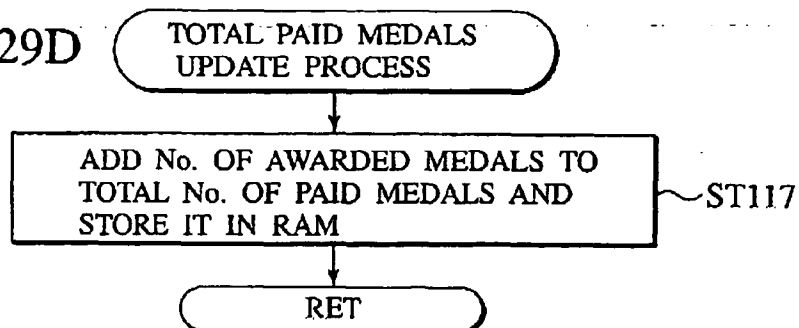 29D
TOTAL PAID MEDALS
UPDATE PROCESS
ADD No. OF AWARDED MEDALS TO
TOTAL No. OF PAID MEDALS AND
STORE IT IN RAM
ST117
RET